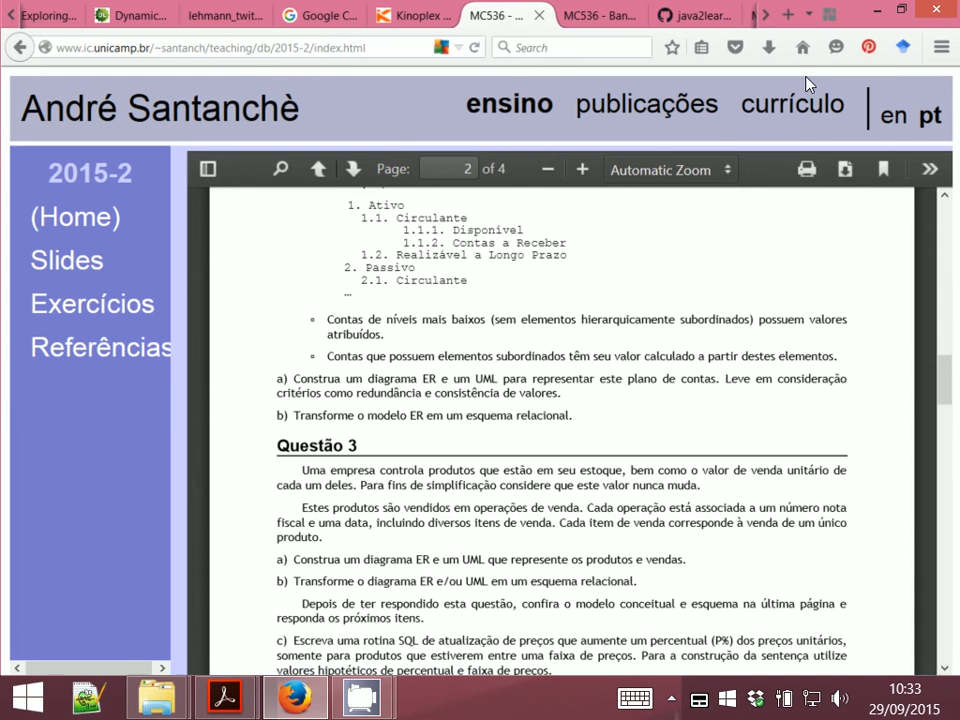 Exploring...
Dynamic...
lehmann_twit...
Google C...
Kinoplex ...
MC536 - ...
MC536 - Ban...
java2lear...
www.ic.unicamp.br/~santanch/teaching/db/2015-2/index.html
Search
André Santanchè
ensino
publicações
currículo
en
pt
2015-2
(Home)
Slides
Exercícios
Referências
Page: 2 of 4
Automatic Zoom
1. Ativo
1.1. Circulante
1.1.1. Disponível
1.1.2. Contas a Receber
1.2. Realizável a Longo Prazo
2. Passivo
2.1. Circulante
…
▫ Contas de níveis mais baixos (sem elementos hierarquicamente subordinados) possuem valores
atribuídos.
▫ Contas que possuem elementos subordinados têm seu valor calculado a partir destes elementos.
a) Construa um diagrama ER e um UML para representar este plano de contas. Leve em consideração
critérios como redundância e consistência de valores.
b) Transforme o modelo ER em um esquema relacional.
Questão 3
Uma empresa controla produtos que estão em seu estoque, bem como o valor de venda unitário de
cada um deles. Para fins de simplificação considere que este valor nunca muda.
Estes produtos são vendidos em operações de venda. Cada operação está associada a um número nota
fiscal e uma data, incluindo diversos itens de venda. Cada item de venda corresponde à venda de um único
produto.
a) Construa um diagrama ER e um UML que represente os produtos e vendas.
b) Transforme o diagrama ER e/ou UML em um esquema relacional.
Depois de ter respondido esta questão, confira o modelo conceitual e esquema na última página e
responda os próximos itens.
c) Escreva uma rotina SQL de atualização de preços que aumente um percentual (P%) dos preços unitários,
somente para produtos que estiverem entre uma faixa de preços. Para a construção da sentença utilize
valores hipotéticos de percentual e faixa de preços.
10:33
29/09/2015